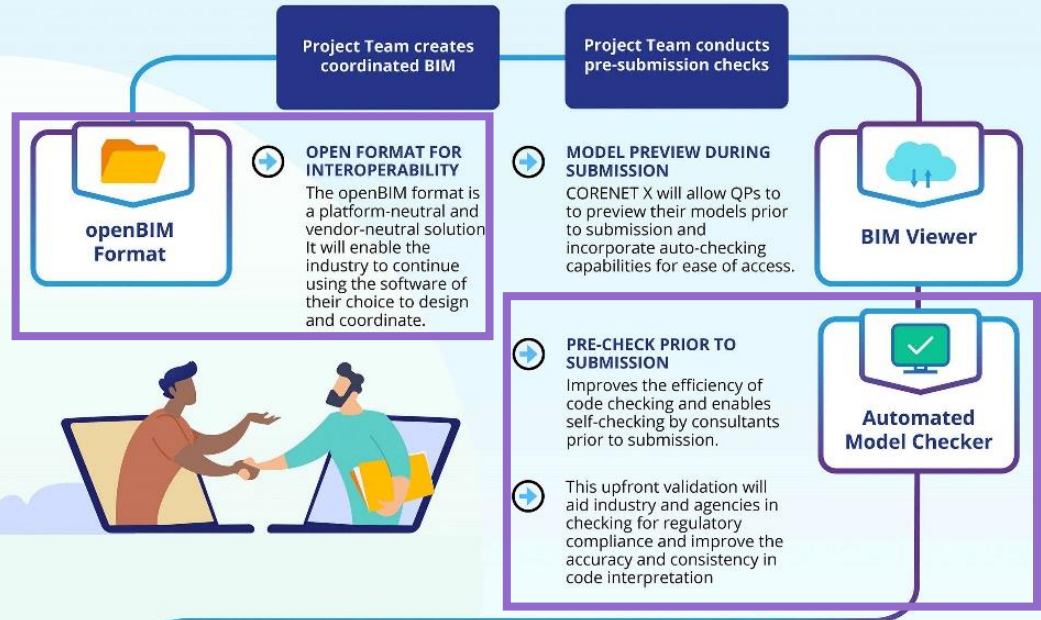 Project Team creates
coordinated BIM
Project Team conducts
pre-submission checks
openBIM
Format
OPEN FORMAT FOR
INTEROPERABILITY
The openBIM format is
a platform-neutral and
vendor-neutral solution
It will enable the
industry to continue
using the software of
their choice to design
and coordinate.
MODEL PREVIEW DURING
SUBMISSION
CORENET X will allow QPs to
to preview their models prior
to submission and
incorporate auto-checking
capabilities for ease of access.
BIM Viewer
PRE-CHECK PRIOR TO
SUBMISSION
Improves the efficiency of
code checking and enables
self-checking by consultants
prior to submission.
This upfront validation will
aid industry and agencies in
checking for regulatory
compliance and improve the
accuracy and consistency in
code interpretation
Automated
Model Checker